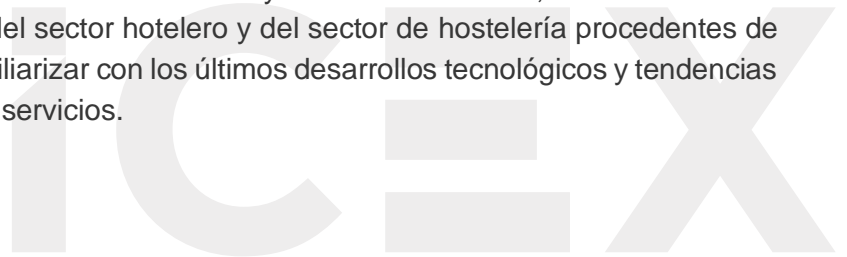 del sector hotelero y del sector de hostelería procedentes de
iliarizar con los últimos desarrollos tecnológicos y tendencias
servicios.
iCEX